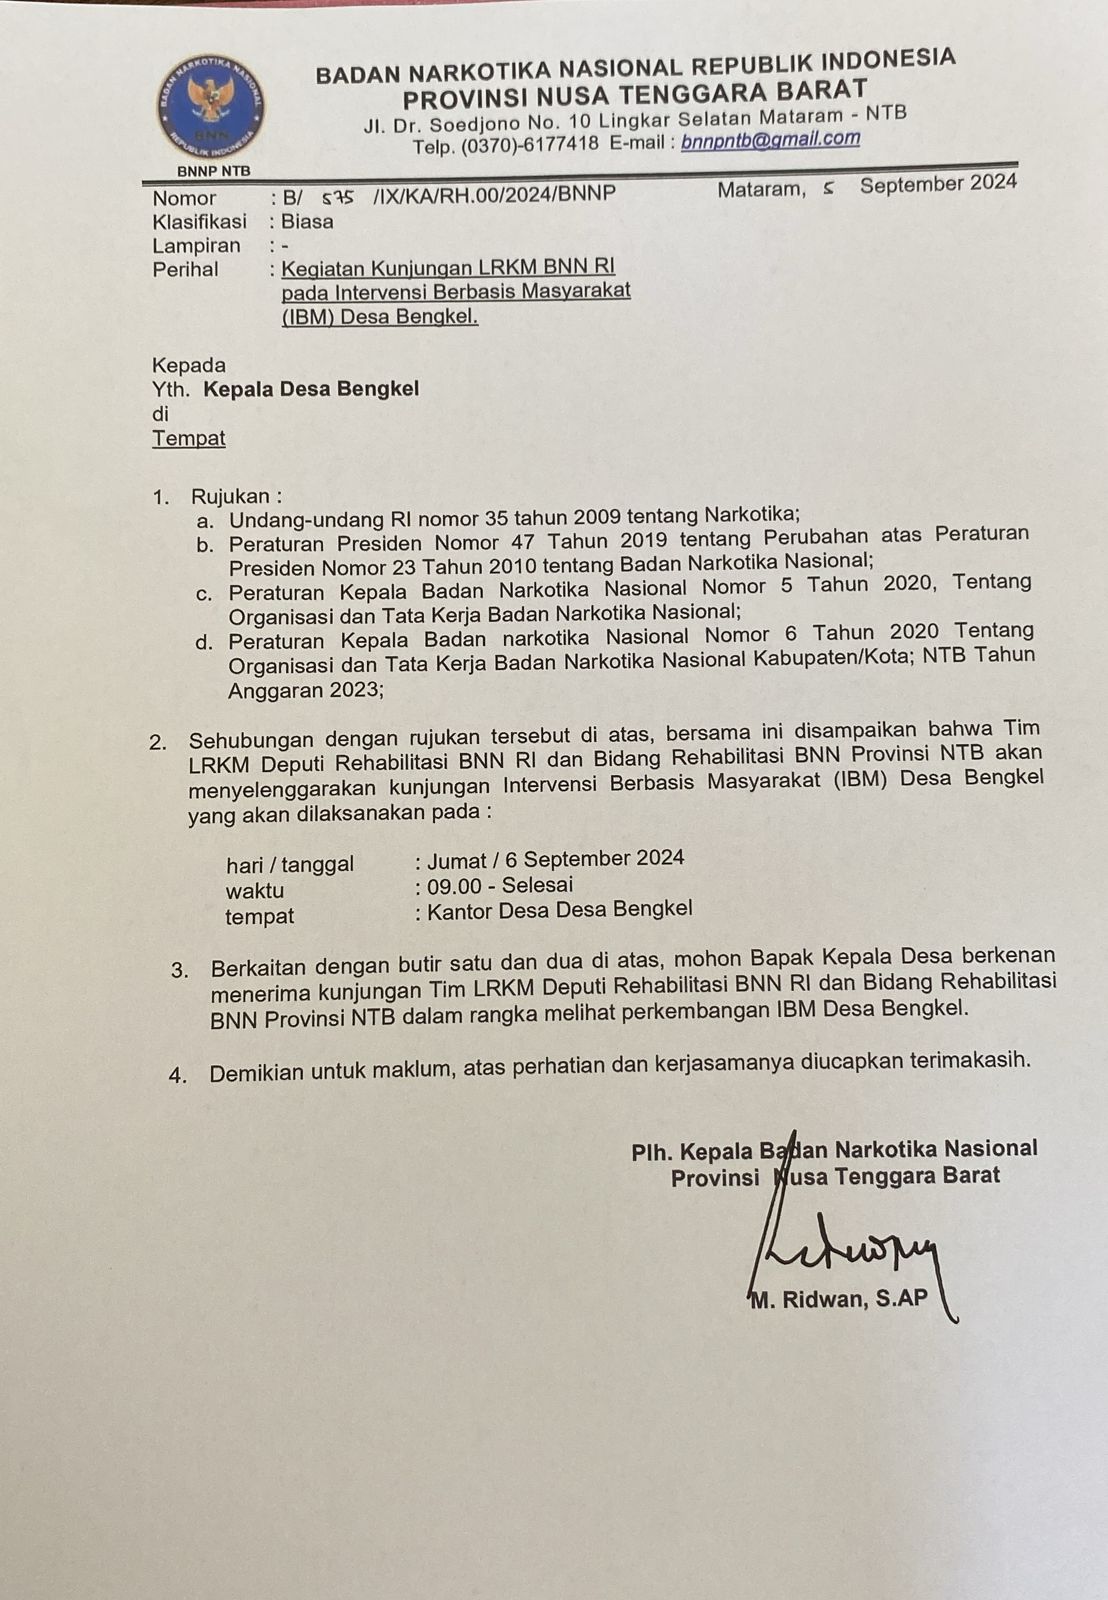 BADAN NARKOTIKA NASIONAL
BNN
REPUBLIK INDONESIA
BNNP NTB
BADAN NARKOTIKA NASIONAL REPUBLIK INDONESIA
PROVINSI NUSA TENGGARA BARAT
Jl. Dr. Soedjono No. 10 Lingkar Selatan Mataram - NTB
Telp. (0370)-6177418 E-mail : bnnpntb@gmail.com
Nomor : B/ 575 /IX/KA/RH.00/2024/BNNP Mataram, 5 September 2024
Klasifikasi : Biasa
Lampiran : -
Perihal : Kegiatan Kunjungan LRKM BNN RI
pada Intervensi Berbasis Masyarakat
(IBM) Desa Bengkel.
Kepada
Yth. Kepala Desa Bengkel
di
Tempat
1. Rujukan :
a. Undang-undang RI nomor 35 tahun 2009 tentang Narkotika;
b. Peraturan Presiden Nomor 47 Tahun 2019 tentang Perubahan atas Peraturan
Presiden Nomor 23 Tahun 2010 tentang Badan Narkotika Nasional;
c. Peraturan Kepala Badan Narkotika Nasional Nomor 5 Tahun 2020, Tentang
Organisasi dan Tata Kerja Badan Narkotika Nasional;
d. Peraturan Kepala Badan narkotika Nasional Nomor 6 Tahun 2020 Tentang
Organisasi dan Tata Kerja Badan Narkotika Nasional Kabupaten/Kota; NTB Tahun
Anggaran 2023;
2. Sehubungan dengan rujukan tersebut di atas, bersama ini disampaikan bahwa Tim
LRKM Deputi Rehabilitasi BNN RI dan Bidang Rehabilitasi BNN Provinsi NTB akan
menyelenggarakan kunjungan Intervensi Berbasis Masyarakat (IBM) Desa Bengkel
yang akan dilaksanakan pada :
hari / tanggal : Jumat / 6 September 2024
waktu : 09.00 - Selesai
tempat : Kantor Desa Desa Bengkel
3. Berkaitan dengan butir satu dan dua di atas, mohon Bapak Kepala Desa berkenan
menerima kunjungan Tim LRKM Deputi Rehabilitasi BNN RI dan Bidang Rehabilitasi
BNN Provinsi NTB dalam rangka melihat perkembangan IBM Desa Bengkel.
4. Demikian untuk maklum, atas perhatian dan kerjasamanya diucapkan terimakasih.
Plh. Kepala Badan Narkotika Nasional
Provinsi Nusa Tenggara Barat
M. Ridwan, S.AP